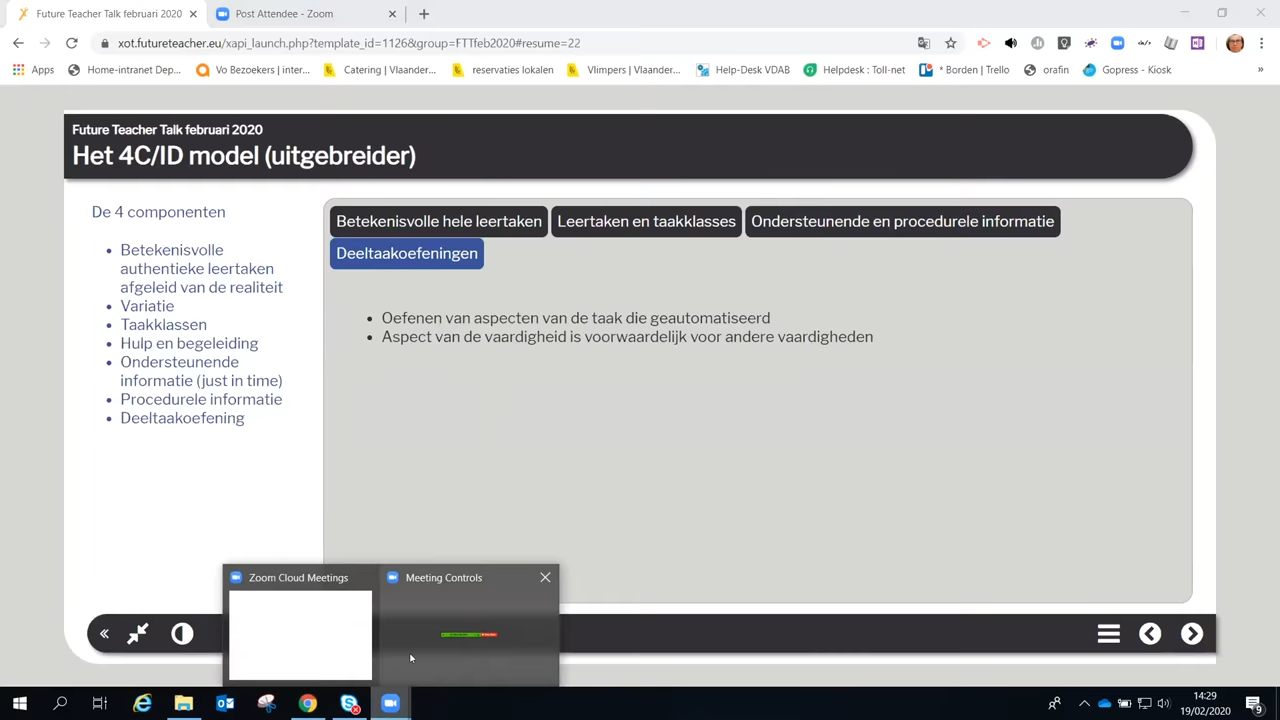 Future Teacher Talk februari 2020
Post Attendee - Zoom
xot.futureteacher.eu/xapi_launch.php?template_id=1126&group=FTTfeb2020#resume=22
Apps
Home-intranet Dep...
Vo Bezoekers | inter...
Catering | Vlaander...
reservaties lokalen
Vlimpers | Vlaander...
Help-Desk VDAB
Helpdesk : Toll-net
* Borden | Trello
orafin
Gopress - Kiosk
»
Future Teacher Talk februari 2020
Het 4C/ID model (uitgebreider)
De 4 componenten
• Betekenisvolle
authentieke leertaken
afgeleid van de realiteit
• Variatie
• Taakklassen
• Hulp en begeleiding
• Ondersteunende
informatie (just in time)
• Procedurele informatie
• Deeltaakoefening
Betekenisvolle hele leertaken
Leertaken en taakklasses
Ondersteunende en procedurele informatie
Deeltaakoefeningen
• Oefenen van aspecten van de taak die geautomatiseerd
• Aspect van de vaardigheid is voorwaardelijk voor andere vaardigheden
Zoom Cloud Meetings
Meeting Controls
14:29
19/02/2020
9